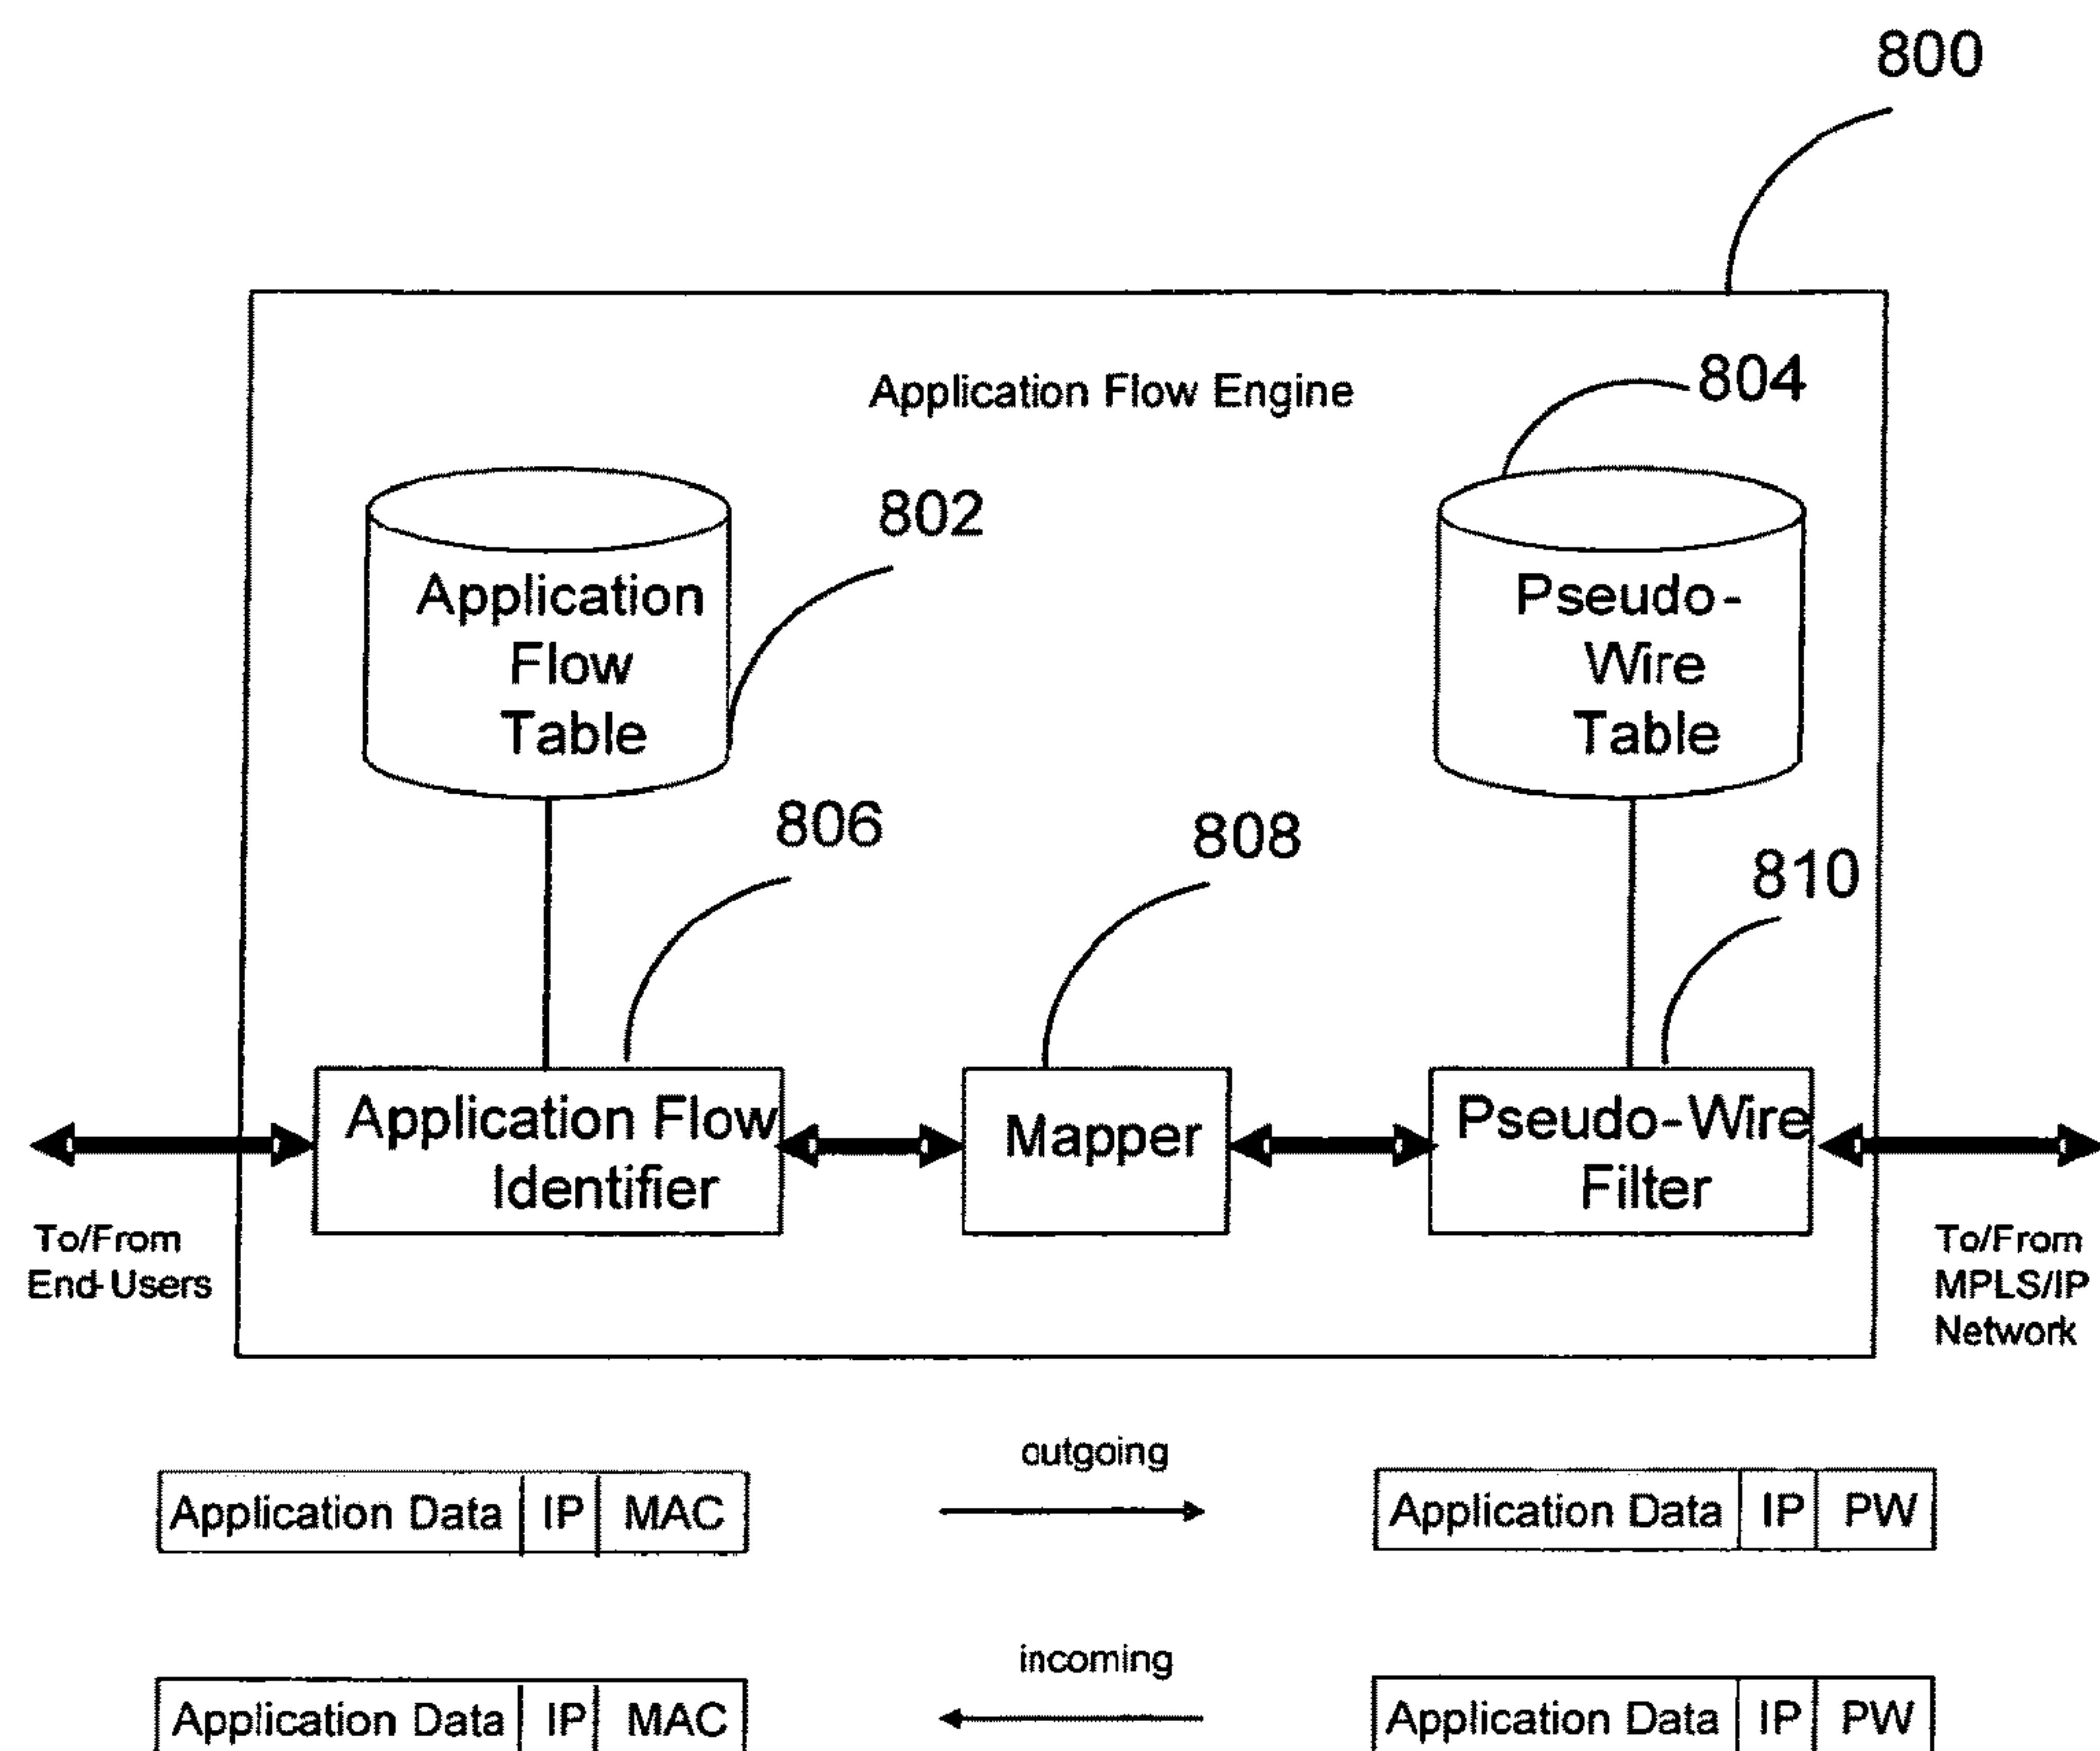 800
Application Flow Engine
804
802
Application
Flow
Table
Pseudo-
Wire
Table
806
808
810
Application Flow
Identifier
Mapper
Pseudo-Wire
Filter
To/From
End-Users
To/From
MPLS/IP
Network
outgoing
Application Data IP MAC
Application Data IP PW
incoming
Application Data IP MAC
Application Data IP PW